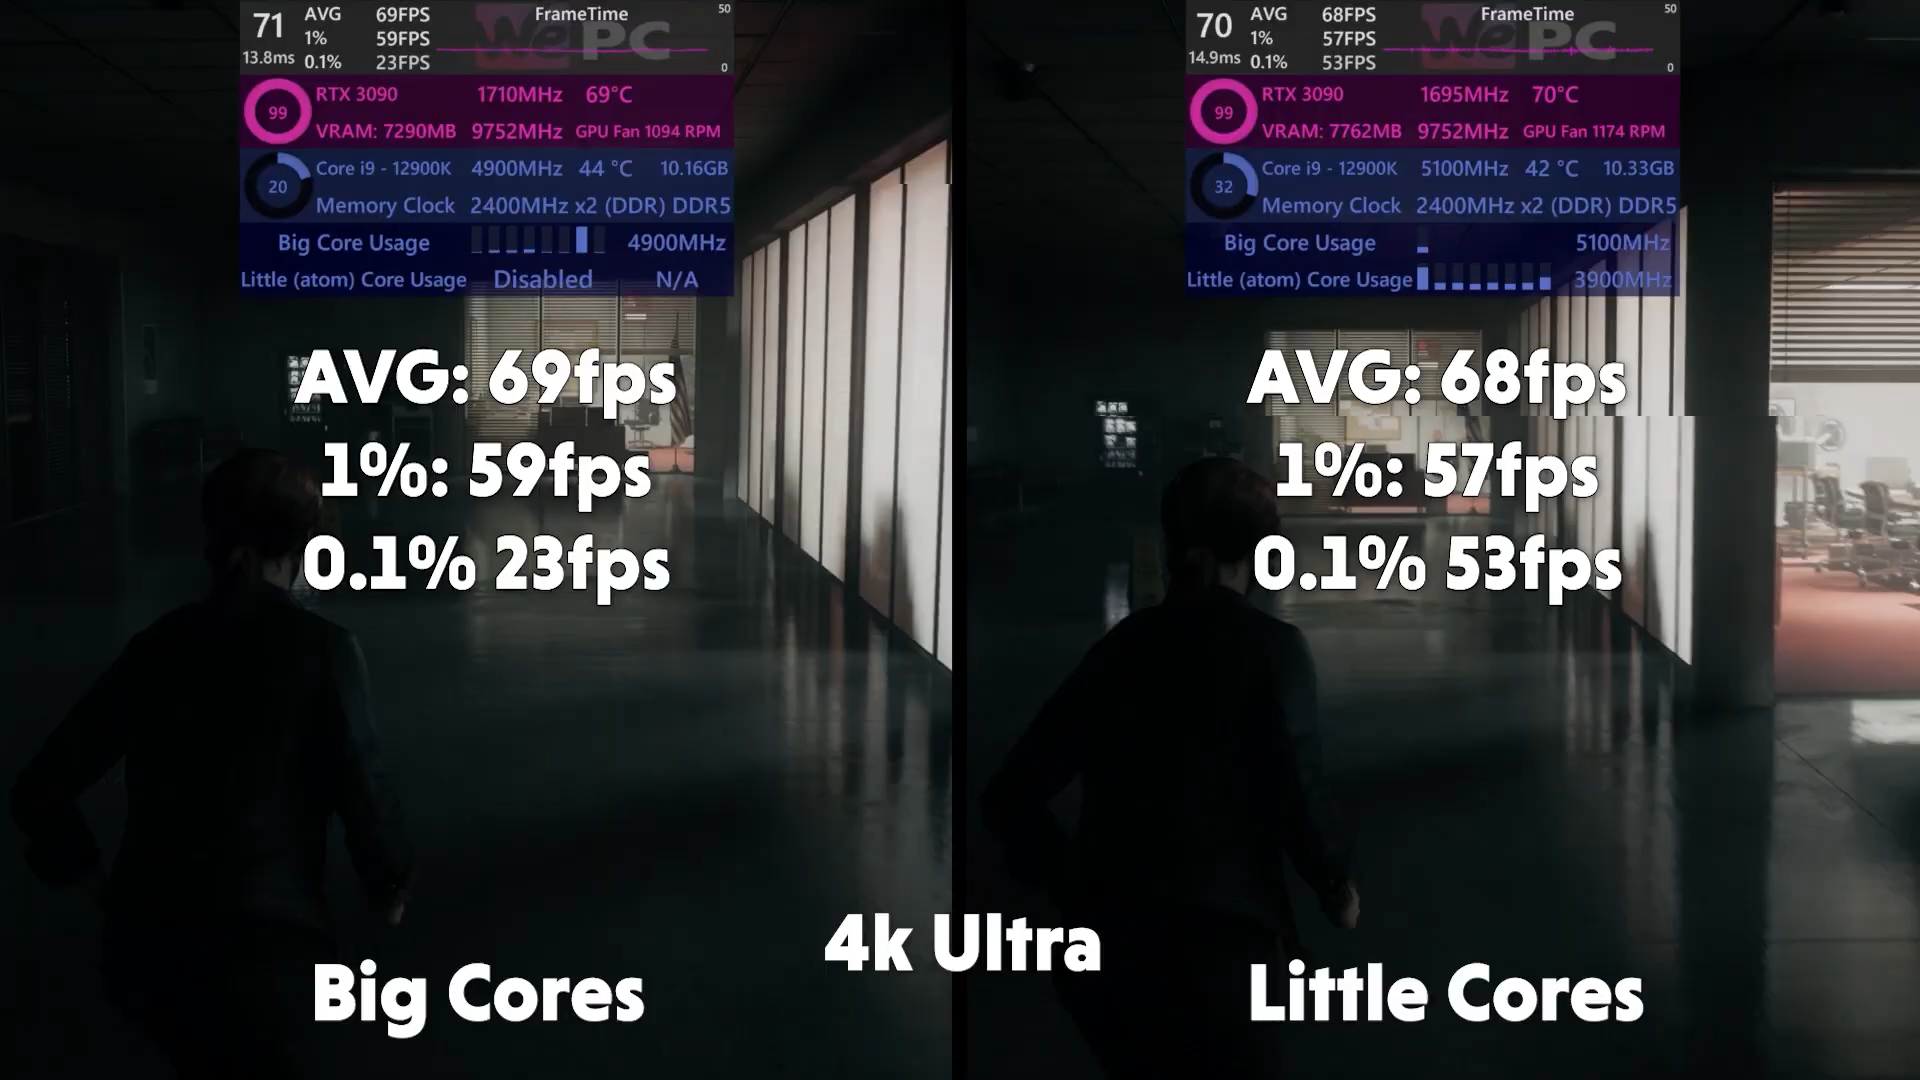 71 AVG 69FPS FrameTime 50
1% 59FPS WePC
13.8ms 0.1% 23FPS 0
99 RTX 3090 1710MHz 69°C
VRAM: 7290MB 9752MHz GPU Fan 1094 RPM
20 Core i9 - 12900K 4900MHz 44 °C 10.16GB
Memory Clock 2400MHz x2 (DDR) DDR5
Big Core Usage 4900MHz
Little (atom) Core Usage Disabled N/A
AVG: 69fps
1%: 59fps
0.1% 23fps
Big Cores
70 AVG 68FPS FrameTime 50
1% 57FPS WePC
14.9ms 0.1% 53FPS 0
99 RTX 3090 1695MHz 70°C
VRAM: 7762MB 9752MHz GPU Fan 1174 RPM
32 Core i9 - 12900K 5100MHz 42 °C 10.33GB
Memory Clock 2400MHz x2 (DDR) DDR5
Big Core Usage 5100MHz
Little (atom) Core Usage 3900MHz
AVG: 68fps
1%: 57fps
0.1% 53fps
4k Ultra
Little Cores